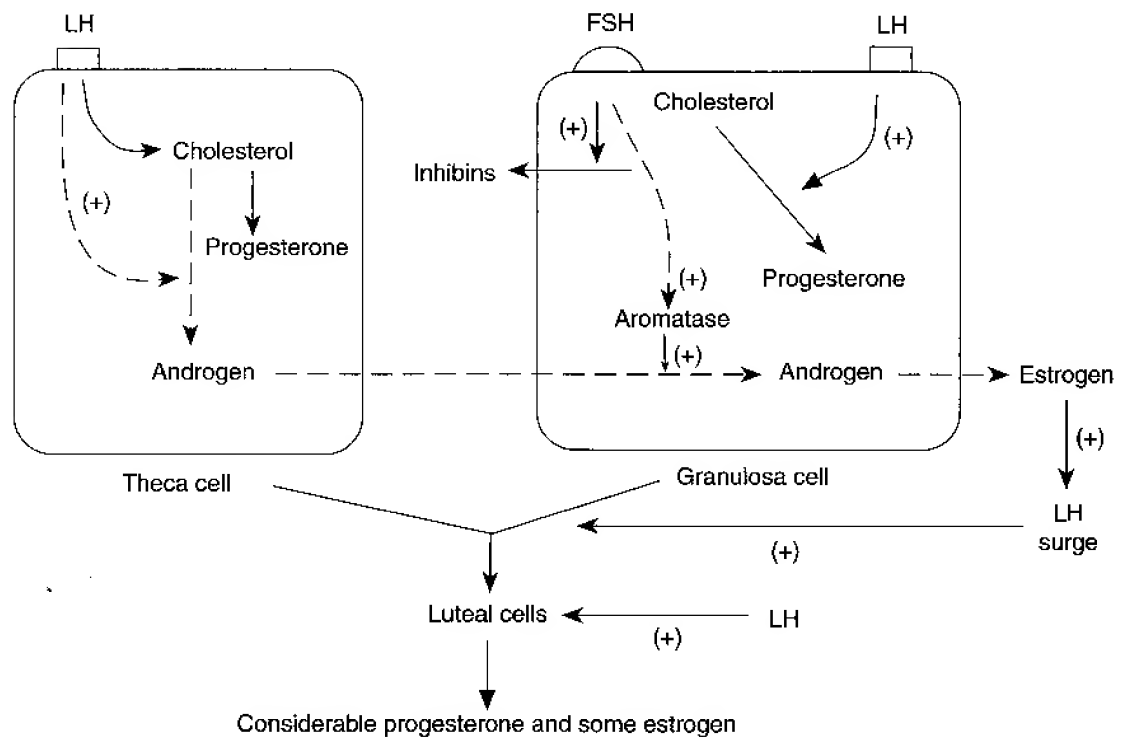 LH
FSH
LH
Cholesterol
(+)
Progesterone
Androgen
Theca cell
(+)
Inhibins
Cholesterol
(+)
Progesterone
(+)
Aromatase
(+)
Androgen
Granulosa cell
Estrogen
(+)
LH
surge
(+)
Luteal cells
(+)
LH
Considerable progesterone and some estrogen